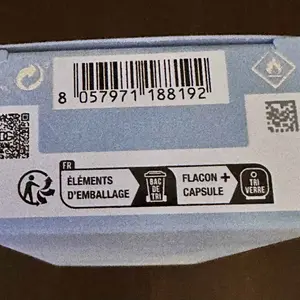 8 057971 188192
FR
ÉLÉMENTS
D'EMBALLAGE
BAC
DE
TRI
FLACON +
CAPSULE
TRI
VERRE